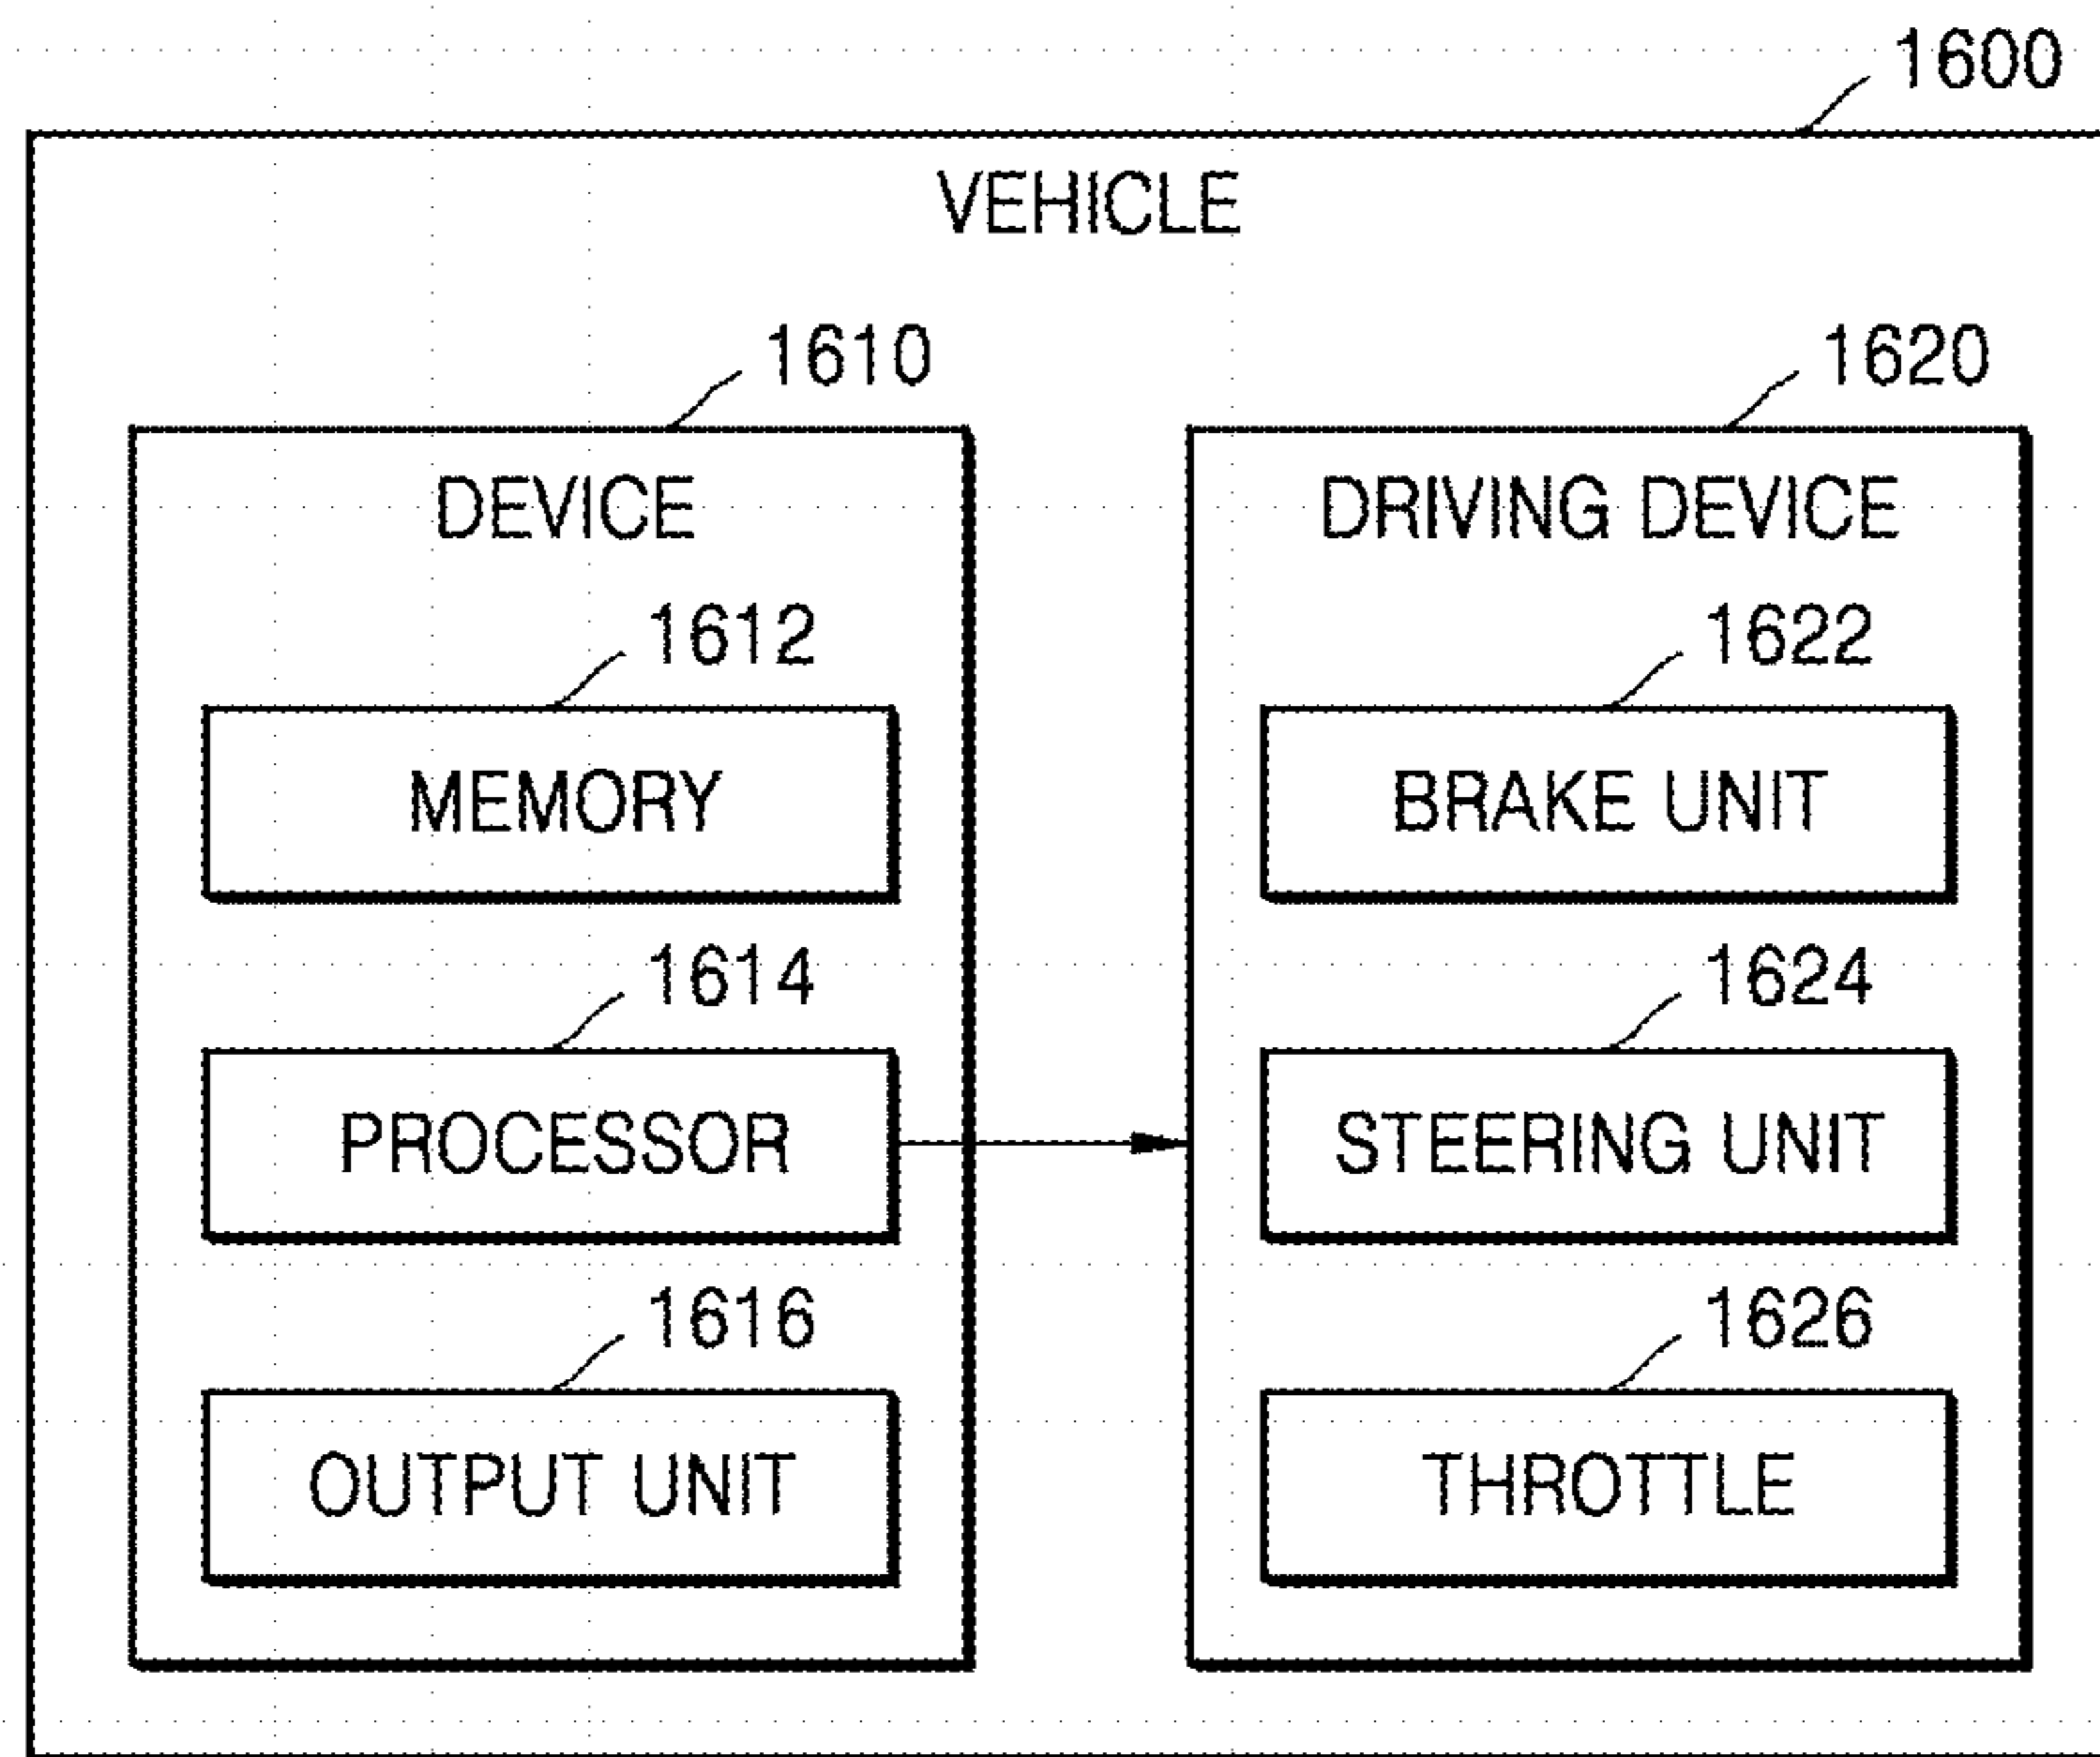 1600
VEHICLE
1610
DEVICE
1612
MEMORY
1614
PROCESSOR
1616
OUTPUT UNIT
1620
DRIVING DEVICE
1622
BRAKE UNIT
1624
STEERING UNIT
1626
THROTTLE